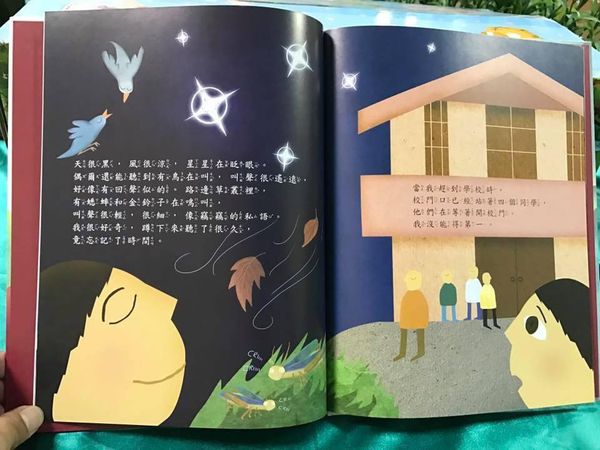 天很黑，風很涼，星星在眨眼。
偶爾還能聽到有鳥在叫，叫聲很遙遠，
好像有回聲似的。路邊草叢裡，
有蟋蟀和金鈴子在鳴叫，
叫聲很輕，很細，像竊竊的私語。
我很好奇，蹲下來聽了很久，
竟忘記了時間。
當我趕到學校時，
校門口已經站著四個同學，
他們在等著開校門。
我沒能得第一。